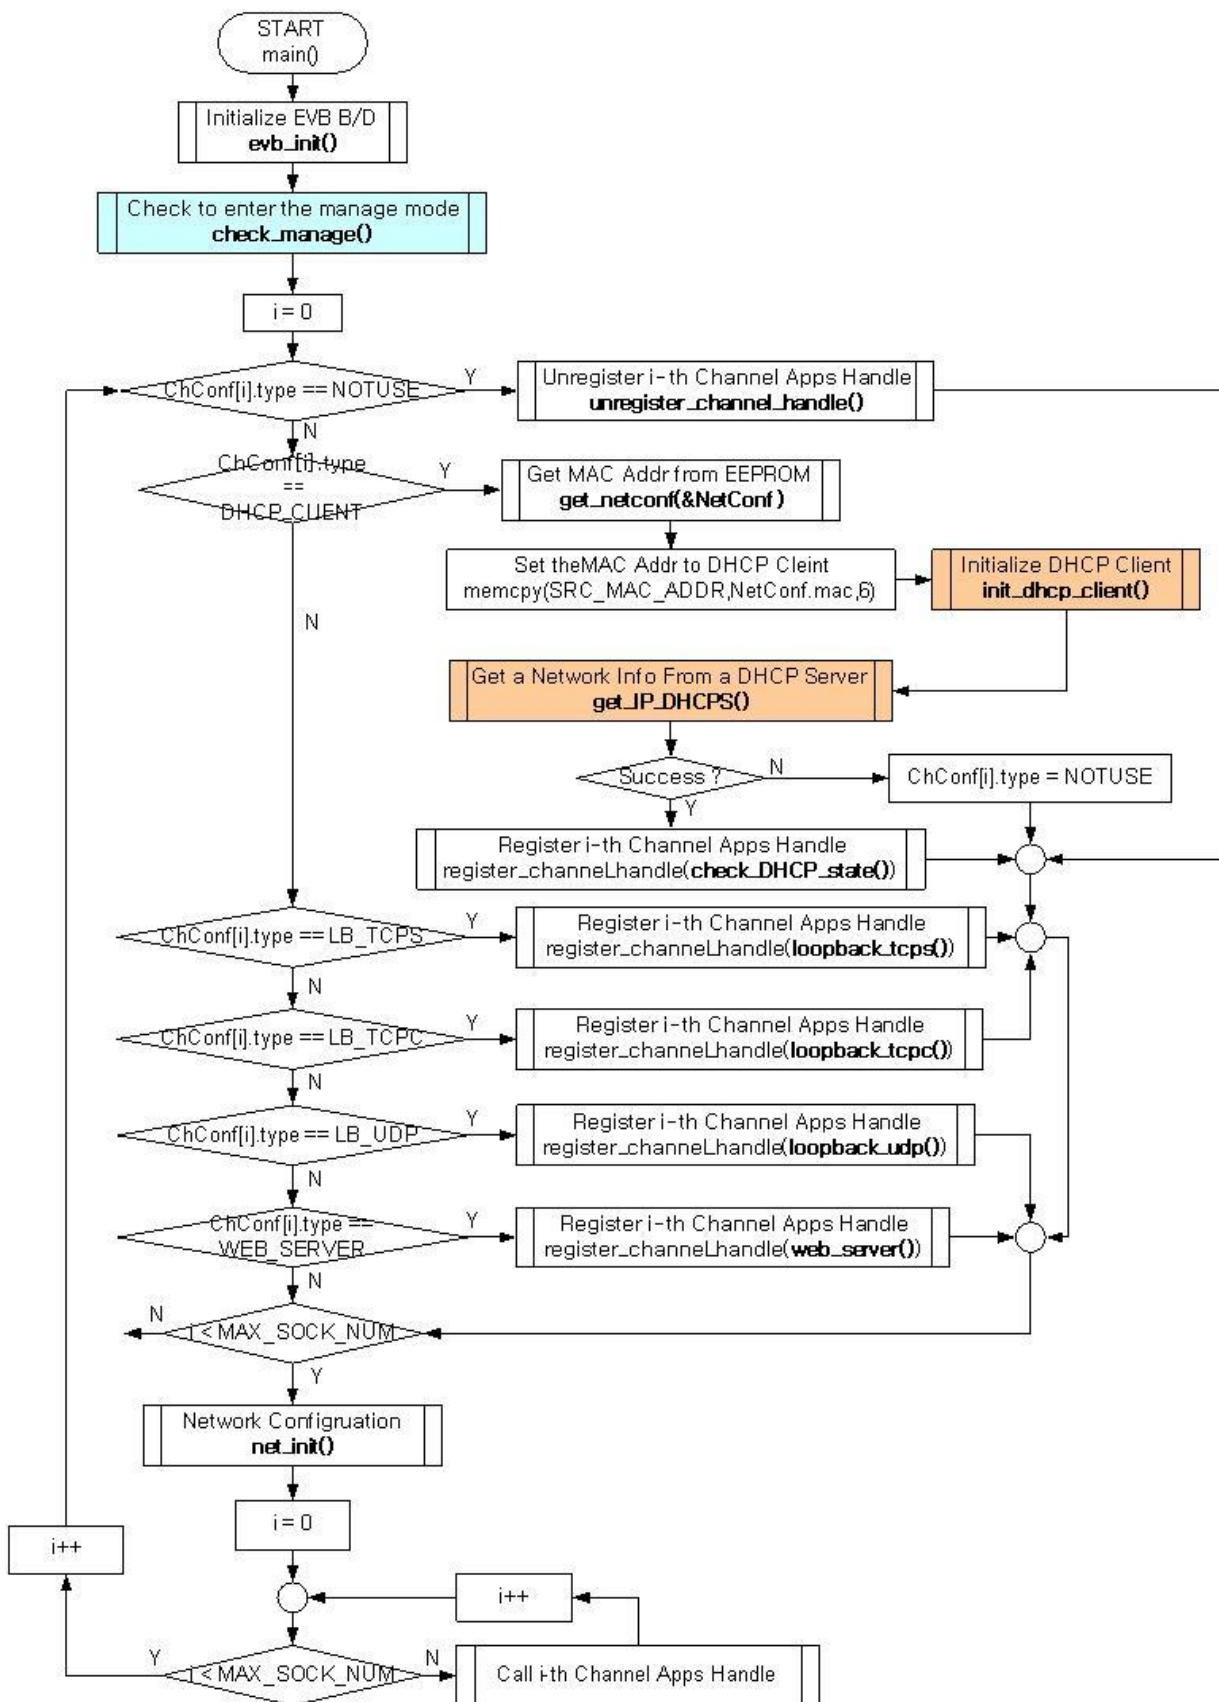 START
main()
Initialize EVB B/D
evb_init()
Check to enter the manage mode
check_manage()
i = 0
ChConf[i].type == NOTUSE
Y
Unregister i-th Channel Apps Handle
unregister_channel_handle()
N
ChConf[i].type
==
DHCP_CLIENT
Y
Get MAC Addr from EEPROM
get_netconf(&NetConf)
Set theMAC Addr to DHCP Cleint
memcpy(SRC_MAC_ADDR,NetConf.mac,6)
Initialize DHCP Client
init_dhcp_client()
N
Get a Network Info From a DHCP Server
get_IP_DHCPS()
Success ?
N
ChConf[i].type = NOTUSE
Y
Register i-th Channel Apps Handle
register_channel_handle(check_DHCP_state())
ChConf[i].type == LB_TCPS
Y
Register i-th Channel Apps Handle
register_channel_handle(loopback_tcps())
N
ChConf[i].type == LB_TCPC
Y
Register i-th Channel Apps Handle
register_channel_handle(loopback_tcpc())
N
ChConf[i].type == LB_UDP
Y
Register i-th Channel Apps Handle
register_channel_handle(loopback_udp())
N
ChConf[i].type ==
WEB_SERVER
Y
Register i-th Channel Apps Handle
register_channel_handle(web_server())
N
N
i < MAX_SOCK_NUM
Y
Network Configruation
net_init()
i = 0
i++
i++
Y
i < MAX_SOCK_NUM
N
Call i-th Channel Apps Handle